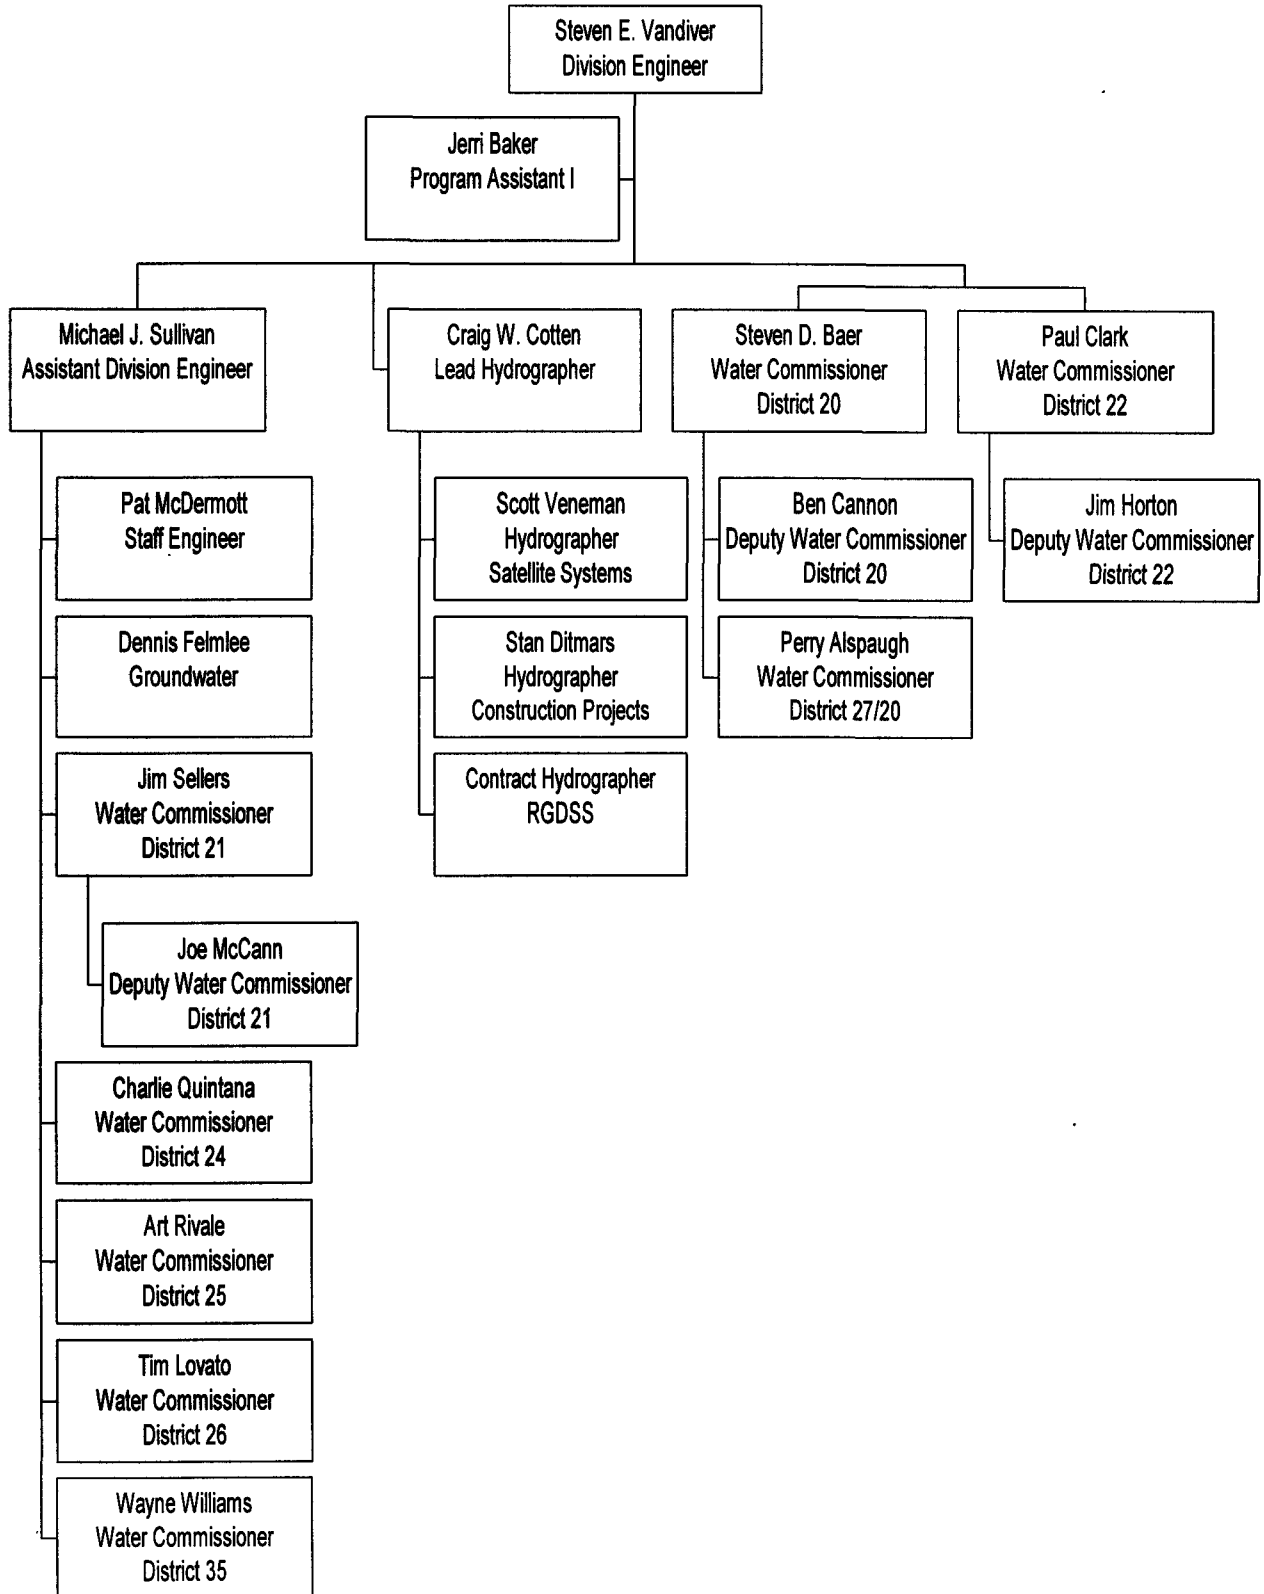 Steven E. Vandiver
Division Engineer
Jerri Baker
Program Assistant I
Michael J. Sullivan
Assistant Division Engineer
Craig W. Cotten
Lead Hydrographer
Steven D. Baer
Water Commissioner
District 20
Paul Clark
Water Commissioner
District 22
Pat McDermott
Staff Engineer
Dennis Felmlee
Groundwater
Jim Sellers
Water Commissioner
District 21
Joe McCann
Deputy Water Commissioner
District 21
Charlie Quintana
Water Commissioner
District 24
Art Rivale
Water Commissioner
District 25
Tim Lovato
Water Commissioner
District 26
Wayne Williams
Water Commissioner
District 35
Scott Veneman
Hydrographer
Satellite Systems
Stan Ditmars
Hydrographer
Construction Projects
Contract Hydrographer
RGDSS
Ben Cannon
Deputy Water Commissioner
District 20
Perry Alspaugh
Water Commissioner
District 27/20
Jim Horton
Deputy Water Commissioner
District 22